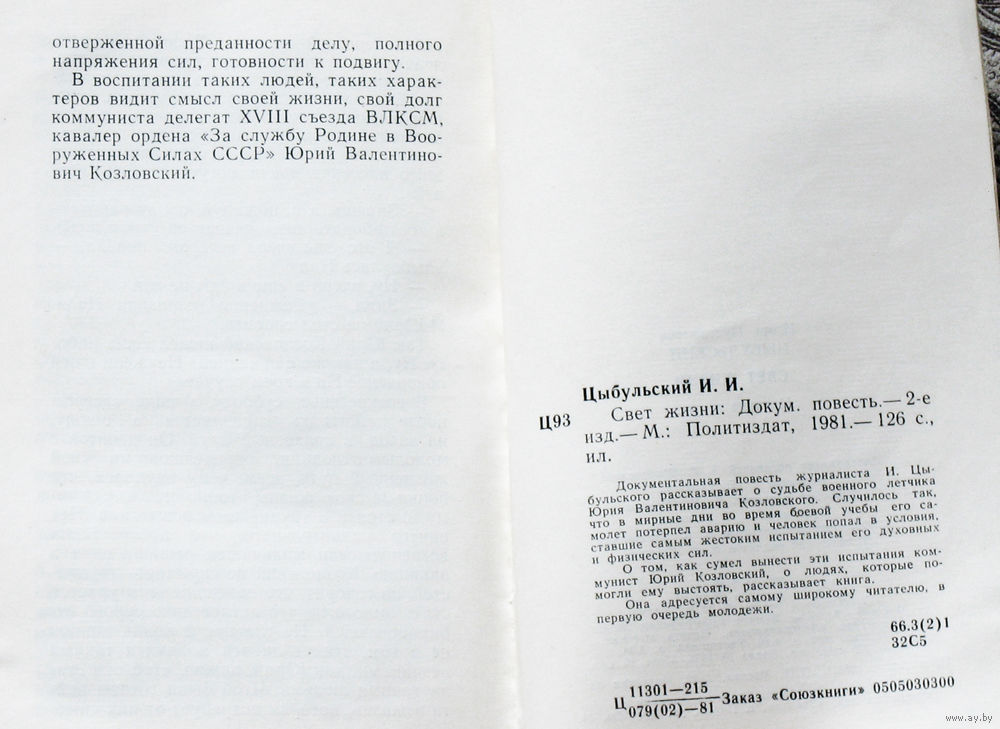 отверженной преданности делу, полного
напряжения сил, готовности к подвигу.
В воспитании таких людей, таких харак-
теров видит смысл своей жизни, свой долг
коммуниста делегат XVIII съезда ВЛКСМ,
кавалер ордена «За службу Родине в Воо-
руженных Силах СССР» Юрий Валентино-
вич Козловский.
Цыбульский И. И.
Ц93 Свет жизни: Докум. повесть.— 2-е
изд.— М.: Политиздат, 1981.— 126 с.,
ил.
Документальная повесть журналиста И. Цы-
бульского рассказывает о судьбе военного летчика
Юрия Валентиновича Козловского. Случилось так,
что в мирные дни во время боевой учебы его са-
молет потерпел аварию и человек попал в условия,
ставшие самым жестоким испытанием его духовных
и физических сил.
О том, как сумел вынести эти испытания ком-
мунист Юрий Козловский, о людях, которые по-
могли ему выстоять, рассказывает книга.
Она адресуется самому широкому читателю, в
первую очередь молодежи.
66.3(2)1
32С5
Ц 11301—215
079(02)—81 Заказ «Союзкниги» 0505030300
www.ay.by